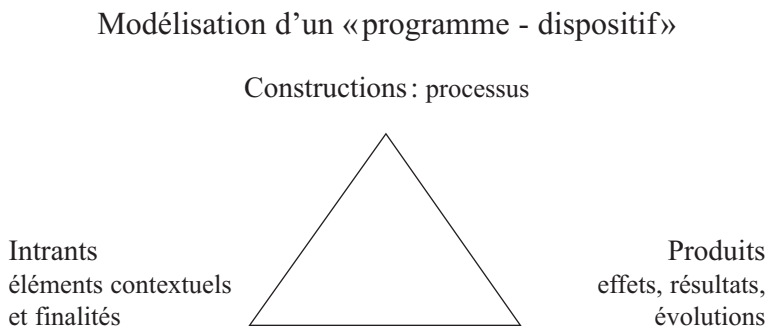 Modélisation d’un «programme - dispositif»
Constructions : processus
Intrants
éléments contextuels
et finalités
Produits
effets, résultats,
évolutions